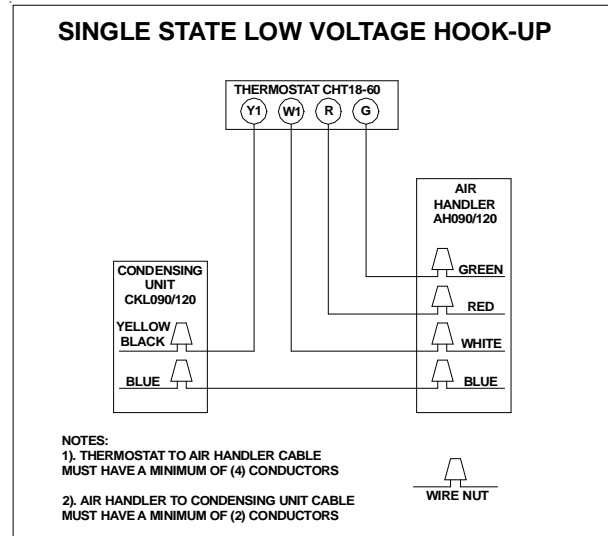 SINGLE STATE LOW VOLTAGE HOOK-UP
THERMOSTAT CHT18-60
Y1 W1 R G
AIR
HANDLER
AH090/120
GREEN
RED
WHITE
BLUE
CONDENSING
UNIT
CKL090/120
YELLOW
BLACK
BLUE
NOTES:
1). THERMOSTAT TO AIR HANDLER CABLE
MUST HAVE A MINIMUM OF (4) CONDUCTORS
2). AIR HANDLER TO CONDENSING UNIT CABLE
MUST HAVE A MINIMUM OF (2) CONDUCTORS
WIRE NUT